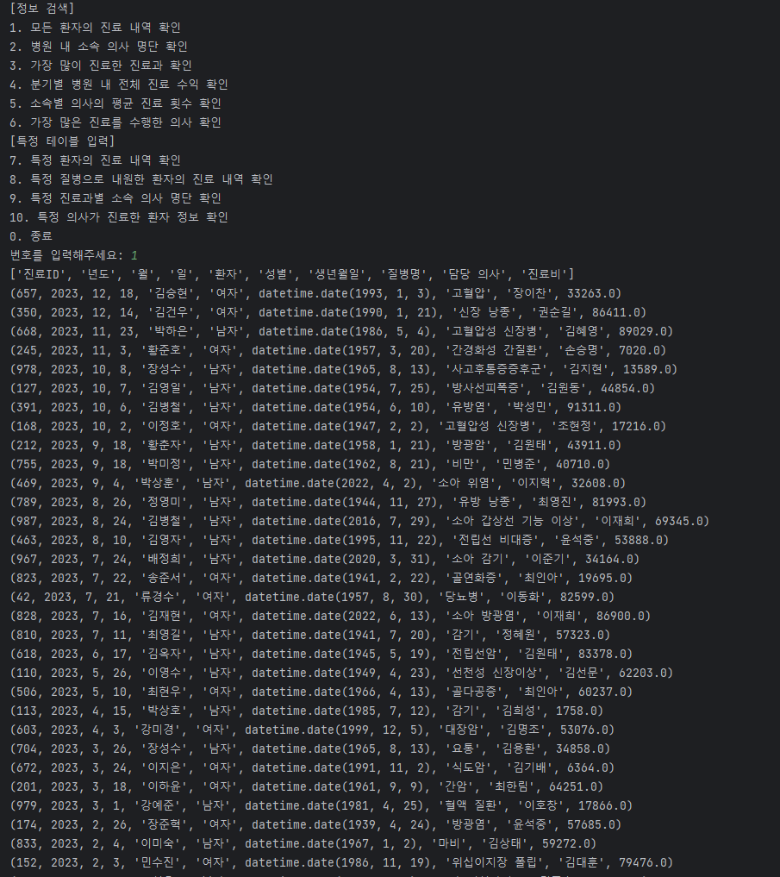 [정보 검색]
1. 모든 환자의 진료 내역 확인
2. 병원 내 소속 의사 명단 확인
3. 가장 많이 진료한 진료과 확인
4. 분기별 병원 내 전체 진료 수익 확인
5. 소속별 의사의 평균 진료 횟수 확인
6. 가장 많은 진료를 수행한 의사 확인
[특정 테이블 입력]
7. 특정 환자의 진료 내역 확인
8. 특정 질병으로 내원한 환자의 진료 내역 확인
9. 특정 진료과별 소속 의사 명단 확인
10. 특정 의사가 진료한 환자 정보 확인
0. 종료
번호를 입력해주세요: 1
['진료ID', '년도', '월', '일', '환자', '성별', '생년월일', '질병명', '담당 의사', '진료비']
(657, 2023, 12, 18, '김승현', '여자', datetime.date(1993, 1, 3), '고혈압', '장이찬', 33263.0)
(350, 2023, 12, 14, '김건우', '여자', datetime.date(1990, 1, 21), '신장 낭종', '권순길', 86411.0)
(668, 2023, 11, 23, '박하은', '남자', datetime.date(1986, 5, 4), '고혈압성 신장병', '김혜영', 89029.0)
(245, 2023, 11, 3, '황준호', '여자', datetime.date(1957, 3, 20), '간경화성 간질환', '손승명', 7020.0)
(978, 2023, 10, 8, '장성수', '남자', datetime.date(1965, 8, 13), '사고후통증증후군', '김지현', 13589.0)
(127, 2023, 10, 7, '김영일', '남자', datetime.date(1954, 7, 25), '방사선피폭증', '김원동', 44854.0)
(391, 2023, 10, 6, '김병철', '남자', datetime.date(1954, 6, 10), '유방염', '박성민', 91311.0)
(168, 2023, 10, 2, '이정호', '여자', datetime.date(1947, 2, 2), '고혈압성 신장병', '조현정', 17216.0)
(212, 2023, 9, 18, '황준자', '남자', datetime.date(1958, 1, 21), '방광암', '김원태', 43911.0)
(755, 2023, 9, 18, '박미정', '남자', datetime.date(1962, 8, 21), '비만', '민병준', 40710.0)
(469, 2023, 9, 4, '박상훈', '남자', datetime.date(2022, 4, 2), '소아 위염', '이지혁', 32608.0)
(789, 2023, 8, 26, '정영미', '남자', datetime.date(1944, 11, 27), '유방 낭종', '최영진', 81993.0)
(987, 2023, 8, 24, '김병철', '남자', datetime.date(2016, 7, 29), '소아 갑상선 기능 이상', '이재희', 69345.0)
(463, 2023, 8, 10, '김영자', '남자', datetime.date(1995, 11, 22), '전립선 비대증', '윤석중', 53888.0)
(967, 2023, 7, 24, '배정희', '남자', datetime.date(2020, 3, 31), '소아 감기', '이준기', 34164.0)
(823, 2023, 7, 22, '송준서', '여자', datetime.date(1941, 2, 22), '골연화증', '최인아', 19695.0)
(42, 2023, 7, 21, '류경수', '여자', datetime.date(1957, 8, 30), '당뇨병', '이동화', 82599.0)
(828, 2023, 7, 16, '김재현', '여자', datetime.date(2022, 6, 13), '소아 방광염', '이재희', 86900.0)
(810, 2023, 7, 11, '최영길', '남자', datetime.date(1941, 7, 20), '감기', '정혜원', 57323.0)
(618, 2023, 6, 17, '김옥자', '남자', datetime.date(1945, 5, 19), '전립선암', '김원태', 83378.0)
(110, 2023, 5, 26, '이영수', '남자', datetime.date(1949, 4, 23), '선천성 신장이상', '김선문', 62203.0)
(506, 2023, 5, 10, '최현우', '여자', datetime.date(1966, 4, 13), '골다공증', '최인아', 60237.0)
(113, 2023, 4, 15, '박상호', '남자', datetime.date(1985, 7, 12), '감기', '김희성', 1758.0)
(603, 2023, 4, 3, '강미경', '여자', datetime.date(1999, 12, 5), '대장암', '김명조', 53076.0)
(704, 2023, 3, 26, '장성수', '남자', datetime.date(1965, 8, 13), '요통', '김용환', 34858.0)
(672, 2023, 3, 24, '이지은', '여자', datetime.date(1991, 11, 2), '식도암', '김기배', 6364.0)
(201, 2023, 3, 18, '이하윤', '여자', datetime.date(1961, 9, 9), '간암', '최한림', 64251.0)
(979, 2023, 3, 1, '강예준', '남자', datetime.date(1981, 4, 25), '혈액 질환', '이호창', 17866.0)
(174, 2023, 2, 26, '장준혁', '여자', datetime.date(1939, 4, 24), '방광염', '윤석중', 57685.0)
(833, 2023, 2, 4, '이미숙', '남자', datetime.date(1967, 1, 2), '마비', '김상태', 59272.0)
(152, 2023, 2, 3, '민수진', '여자', datetime.date(1986, 11, 19), '위십이지장 폴립', '김대훈', 79476.0)